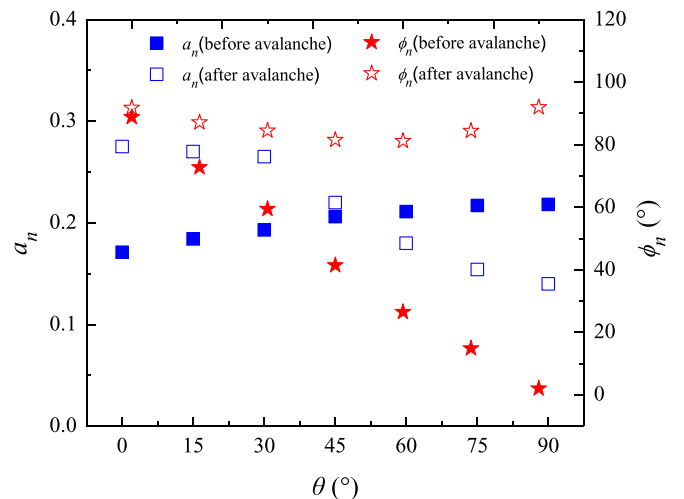 0.4
0.3
0.2
0.1
0.0
a_n
a_n(before avalanche)
a_n(after avalanche)
ϕ_n(before avalanche)
ϕ_n(after avalanche)
120
100
80
60
40
20
0
ϕ_n (°)
0 15 30 45 60 75 90
θ (°)